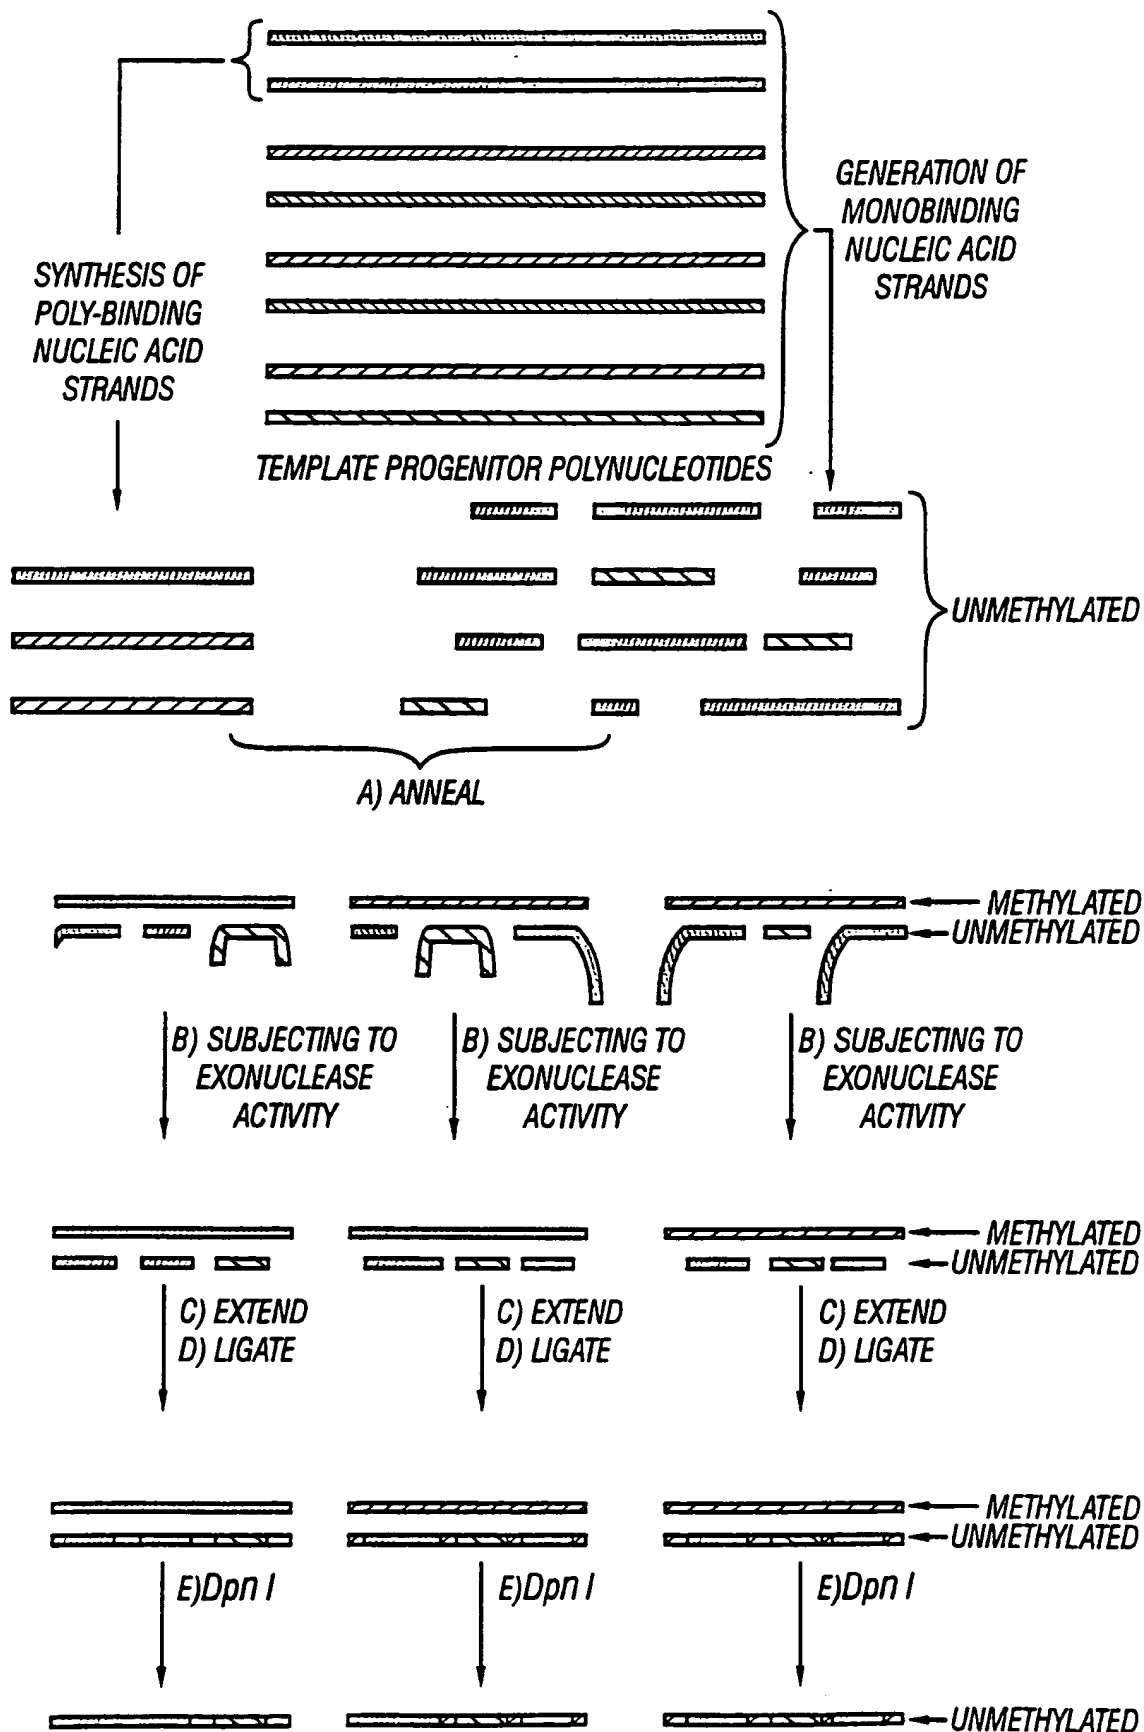 GENERATION OF
MONOBINDING
NUCLEIC ACID
STRANDS
SYNTHESIS OF
POLY-BINDING
NUCLEIC ACID
STRANDS
TEMPLATE PROGENITOR POLYNUCLEOTIDES
UNMETHYLATED
A) ANNEAL
METHYLATED
UNMETHYLATED
B) SUBJECTING TO
EXONUCLEASE
ACTIVITY
B) SUBJECTING TO
EXONUCLEASE
ACTIVITY
B) SUBJECTING TO
EXONUCLEASE
ACTIVITY
METHYLATED
UNMETHYLATED
C) EXTEND
D) LIGATE
C) EXTEND
D) LIGATE
C) EXTEND
D) LIGATE
METHYLATED
UNMETHYLATED
E)Dpn I
E)Dpn I
E)Dpn I
UNMETHYLATED